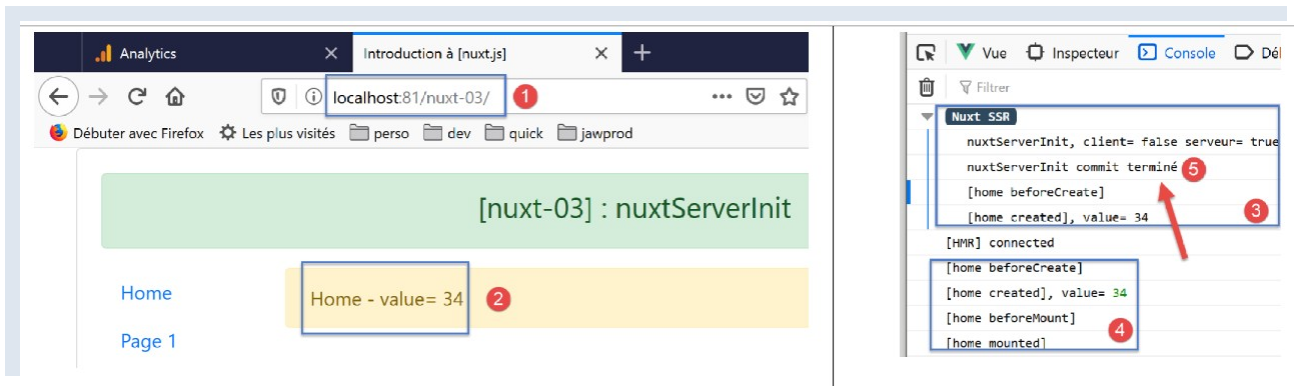 Analytics
Introduction à [nuxt.js]
localhost:81/nuxt-03/
1
Débuter avec Firefox
Les plus visités
perso
dev
quick
jawprod
[nuxt-03] : nuxtServerInit
Home
Home - value= 34
2
Page 1
Vue
Inspecteur
Console
Filtrer
Nuxt SSR
nuxtServerInit, client= false serveur= true
nuxtServerInit commit terminé
5
[home beforeCreate]
[home created], value= 34
3
[HMR] connected
[home beforeCreate]
[home created], value= 34
[home beforeMount]
4
[home mounted]